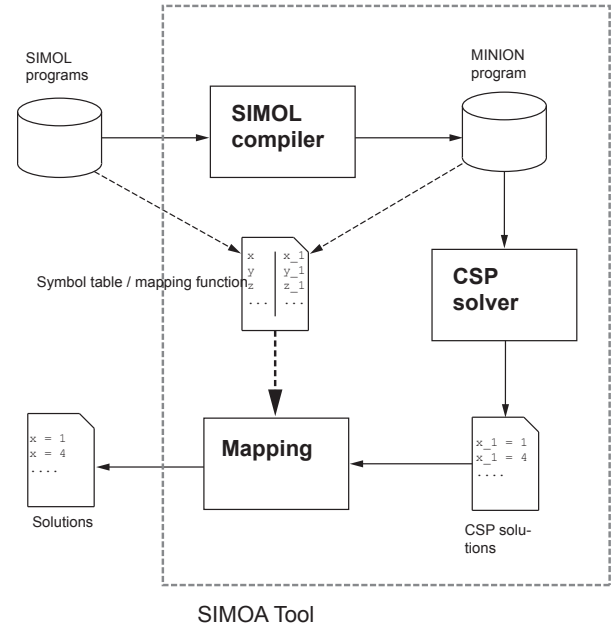 SIMOL
programs
MINION
program
SIMOL
compiler
x x_1
y y_1
z z_1
... ...
Symbol table / mapping function
CSP
solver
Mapping
x = 1
x = 4
....
Solutions
x_1 = 1
x_1 = 4
....
CSP solu-
tions
SIMOA Tool